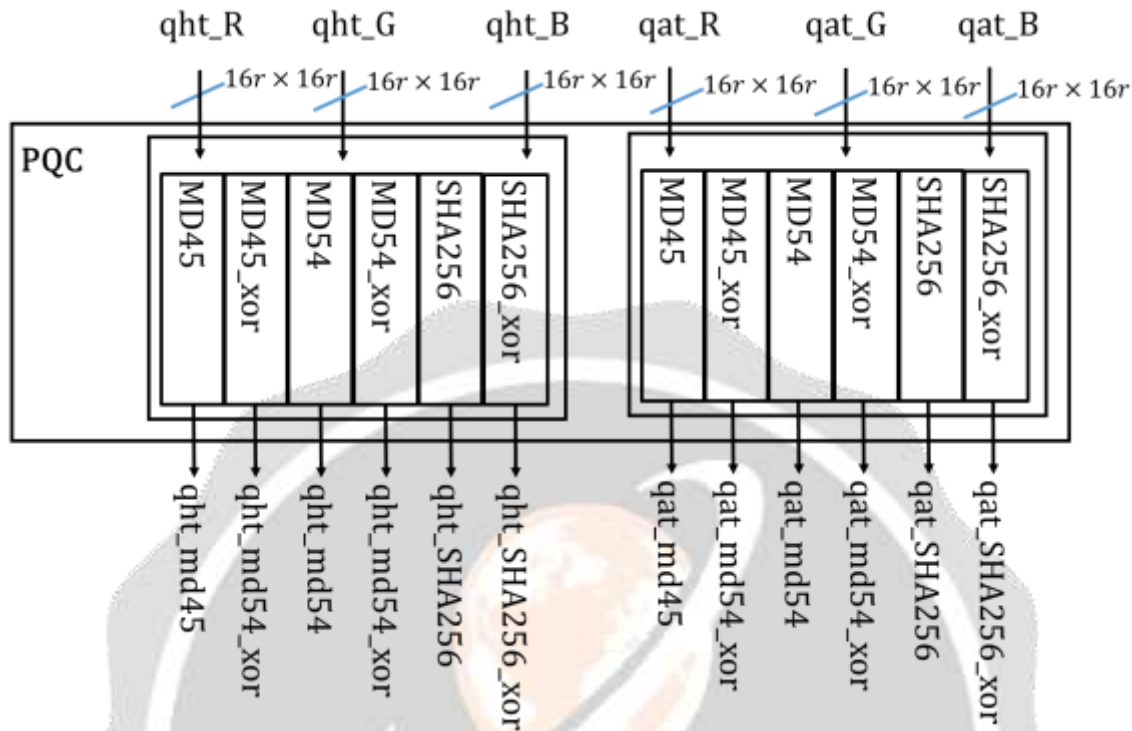 qht_R qht_G qht_B qat_R qat_G qat_B
16r × 16r 16r × 16r 16r × 16r 16r × 16r 16r × 16r 16r × 16r
PQC
MD45
MD45_xor
MD54
MD54_xor
SHA256
SHA256_xor
MD45
MD45_xor
MD54
MD54_xor
SHA256
SHA256_xor
qht_md45
qht_md54_xor
qht_md54
qht_md54_xor
qht_SHA256
qht_SHA256_xor
qat_md45
qat_md54_xor
qat_md54
qat_md54_xor
qat_SHA256
qat_SHA256_xor